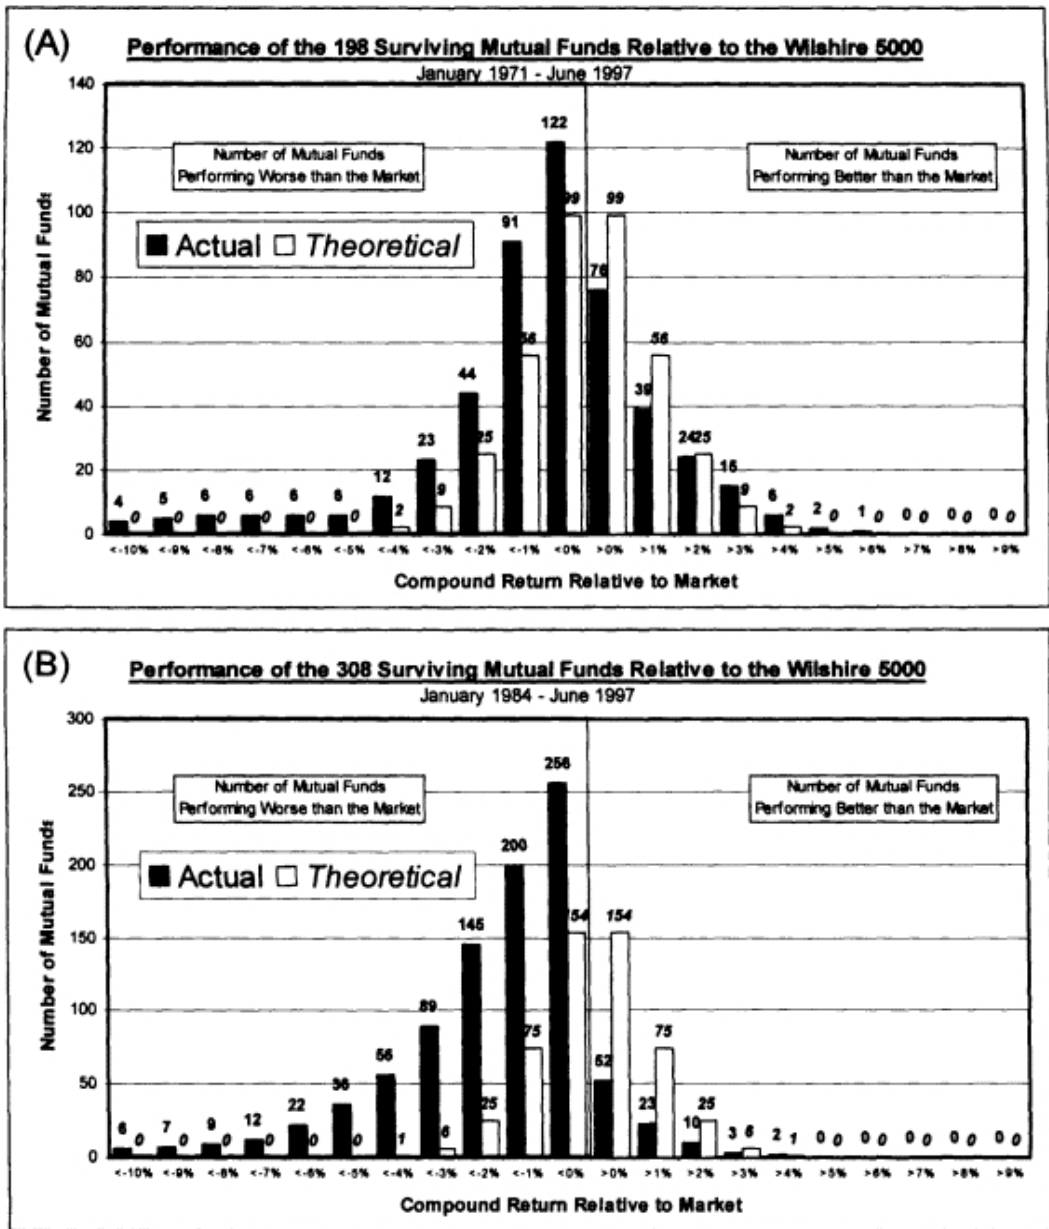 (A)
Performance of the 198 Surviving Mutual Funds Relative to the Wilshire 5000
January 1971 - June 1997
Number of Mutual Funds
140
120
100
80
60
40
20
0
Number of Mutual Funds
Performing Worse than the Market
Number of Mutual Funds
Performing Better than the Market
Actual Theoretical
4 0 5 0 6 0 6 0 6 0 6 0 12 2 23 9 44 25 91 56 122 99 76 99 39 56 24 25 15 9 6 2 2 0 1 0 0 0 0 0 0 0
<-10% <-9% <-8% <-7% <-6% <-5% <-4% <-3% <-2% <-1% <0% >0% >1% >2% >3% >4% >5% >6% >7% >8% >9%
Compound Return Relative to Market
(B)
Performance of the 308 Surviving Mutual Funds Relative to the Wilshire 5000
January 1984 - June 1997
Number of Mutual Funds
300
250
200
150
100
50
0
Number of Mutual Funds
Performing Worse than the Market
Number of Mutual Funds
Performing Better than the Market
Actual Theoretical
6 0 7 0 9 0 12 0 22 0 36 0 56 1 89 6 145 25 200 75 256 154 52 154 23 75 10 25 3 6 2 1 0 0 0 0 0 0 0 0 0 0
<-10% <-9% <-8% <-7% <-6% <-5% <-4% <-3% <-2% <-1% <0% >0% >1% >2% >3% >4% >5% >6% >7% >8% >9%
Compound Return Relative to Market